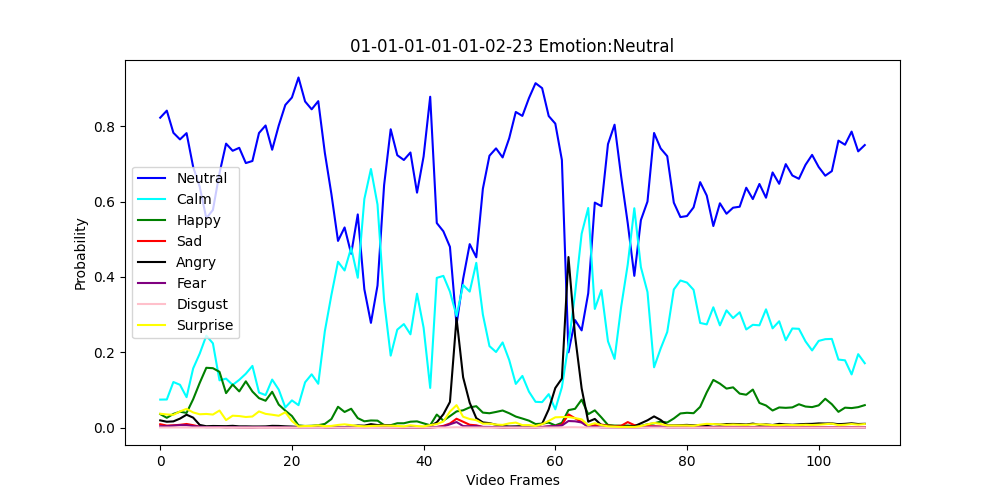 01-01-01-01-01-02-23 Emotion:Neutral
Probability
0.8
0.6
0.4
0.2
0.0
Neutral
Calm
Happy
Sad
Angry
Fear
Disgust
Surprise
0 20 40 60 80 100
Video Frames